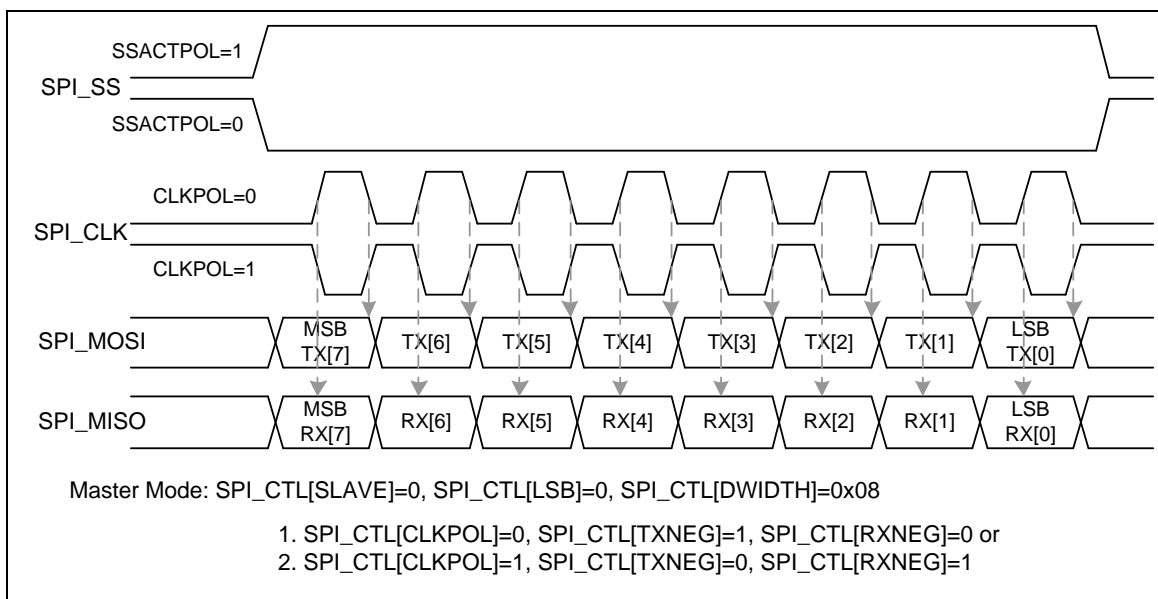 SSACTPOL=1
SPI_SS
SSACTPOL=0
CLKPOL=0
SPI_CLK
CLKPOL=1
SPI_MOSI
MSB TX[7]
TX[6]
TX[5]
TX[4]
TX[3]
TX[2]
TX[1]
LSB TX[0]
SPI_MISO
MSB RX[7]
RX[6]
RX[5]
RX[4]
RX[3]
RX[2]
RX[1]
LSB RX[0]
Master Mode: SPI_CTL[SLAVE]=0, SPI_CTL[LSB]=0, SPI_CTL[DWIDTH]=0x08
1. SPI_CTL[CLKPOL]=0, SPI_CTL[TXNEG]=1, SPI_CTL[RXNEG]=0 or
2. SPI_CTL[CLKPOL]=1, SPI_CTL[TXNEG]=0, SPI_CTL[RXNEG]=1